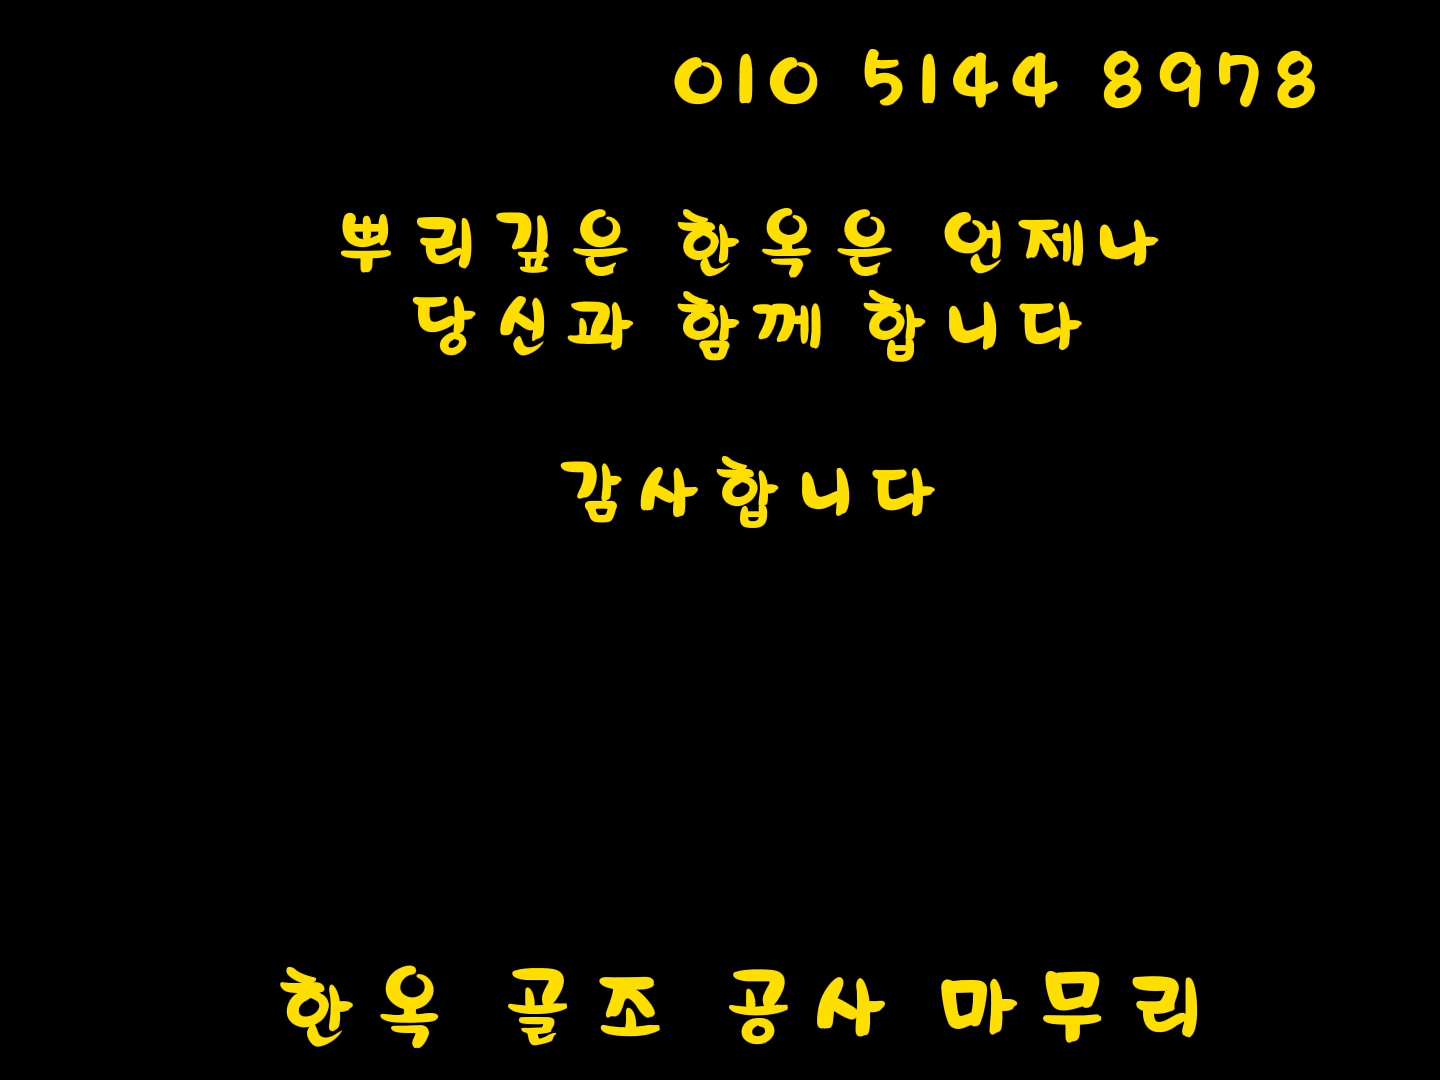 010 5144 8978
뿌리깊은 한옥은 언제나
당신과 함께 합니다
감사합니다
한옥 골조 공사 마무리